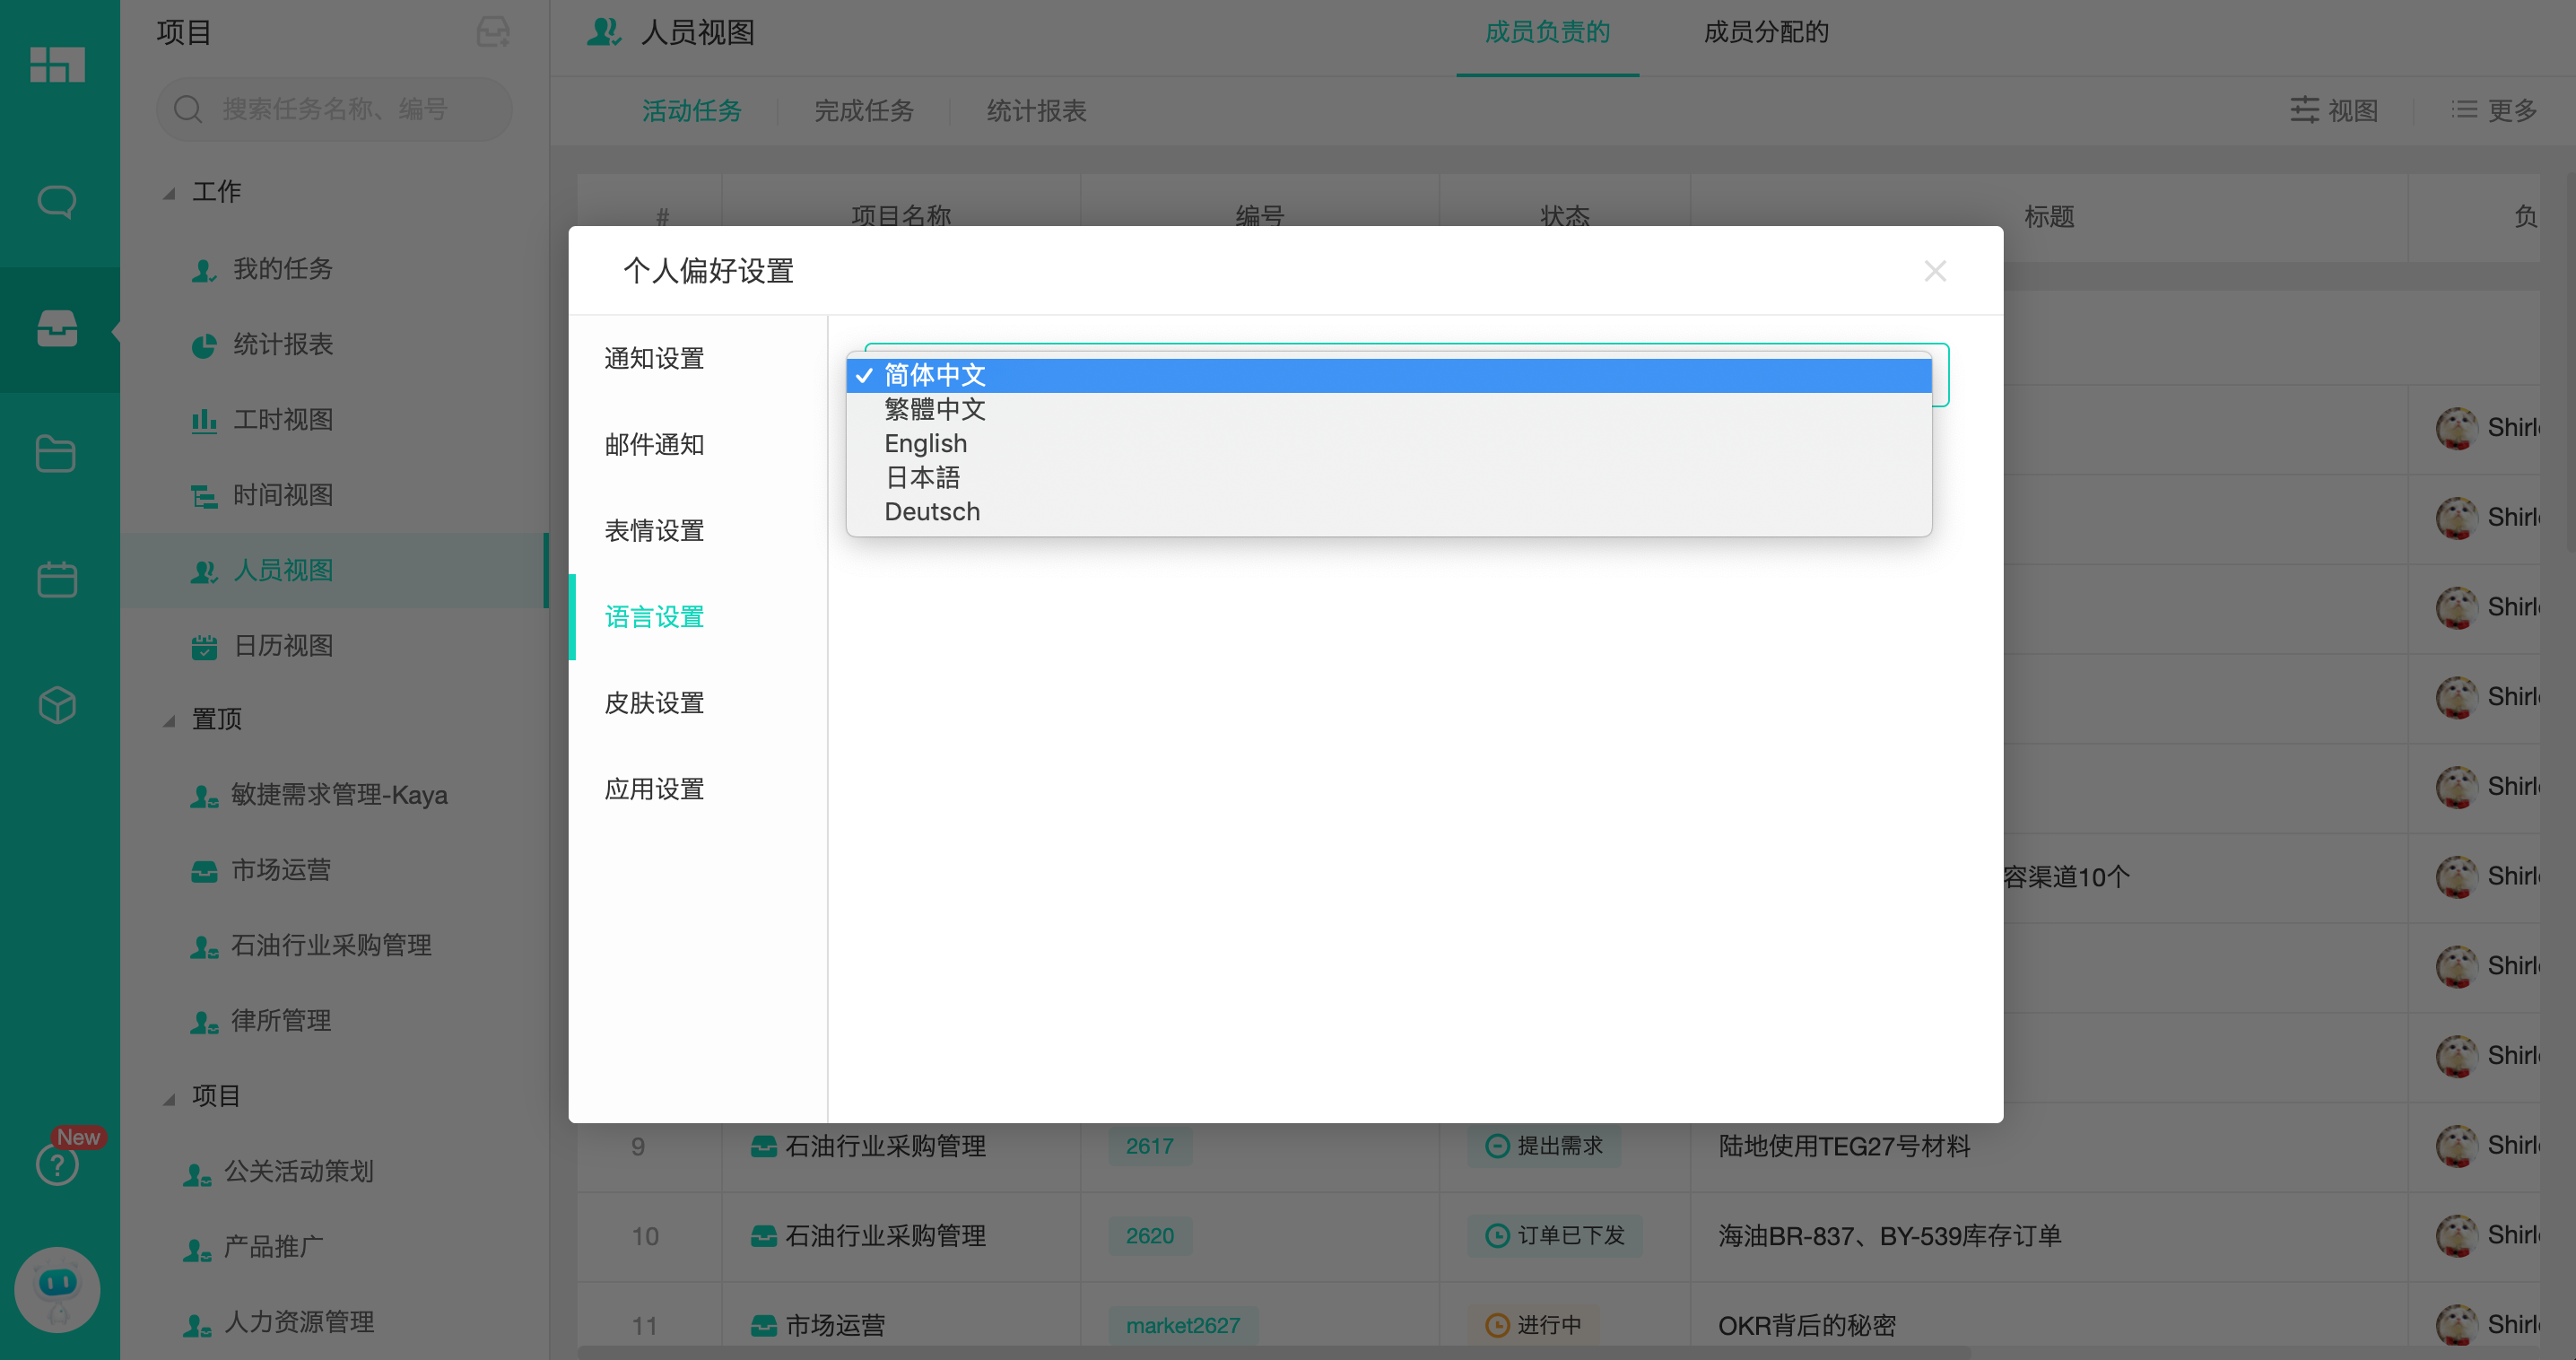 项目
搜索任务名称、编号
工作
我的任务
统计报表
工时视图
时间视图
人员视图
日历视图
置顶
敏捷需求管理-Kaya
市场运营
石油行业采购管理
律所管理
项目
公关活动策划
产品推广
人力资源管理
New
人员视图
成员负责的
成员分配的
活动任务
完成任务
统计报表
视图
更多
# 项目名称 编号 状态 标题 负
个人偏好设置
通知设置
邮件通知
表情设置
语言设置
皮肤设置
应用设置
简体中文
繁體中文
English
日本語
Deutsch
Shirl
Shirl
Shirl
Shirl
Shirl
容渠道10个 Shirl
Shirl
Shirl
9 石油行业采购管理 2617 提出需求 陆地使用TEG27号材料 Shirl
10 石油行业采购管理 2620 订单已下发 海油BR-837、BY-539库存订单 Shirl
11 市场运营 market2627 进行中 OKR背后的秘密 Shirl